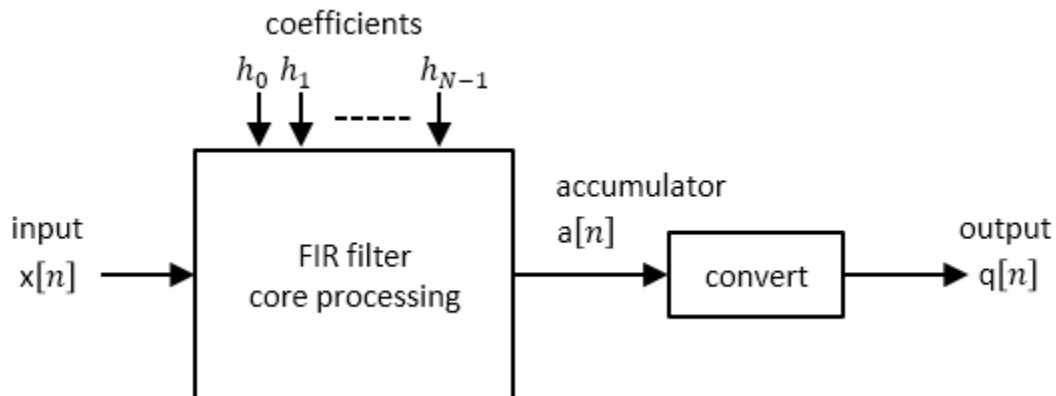 coefficients
h₀ h₁ h_{N−1}
accumulator
a[n]
input
x[n]
FIR filter
core processing
convert
output
q[n]